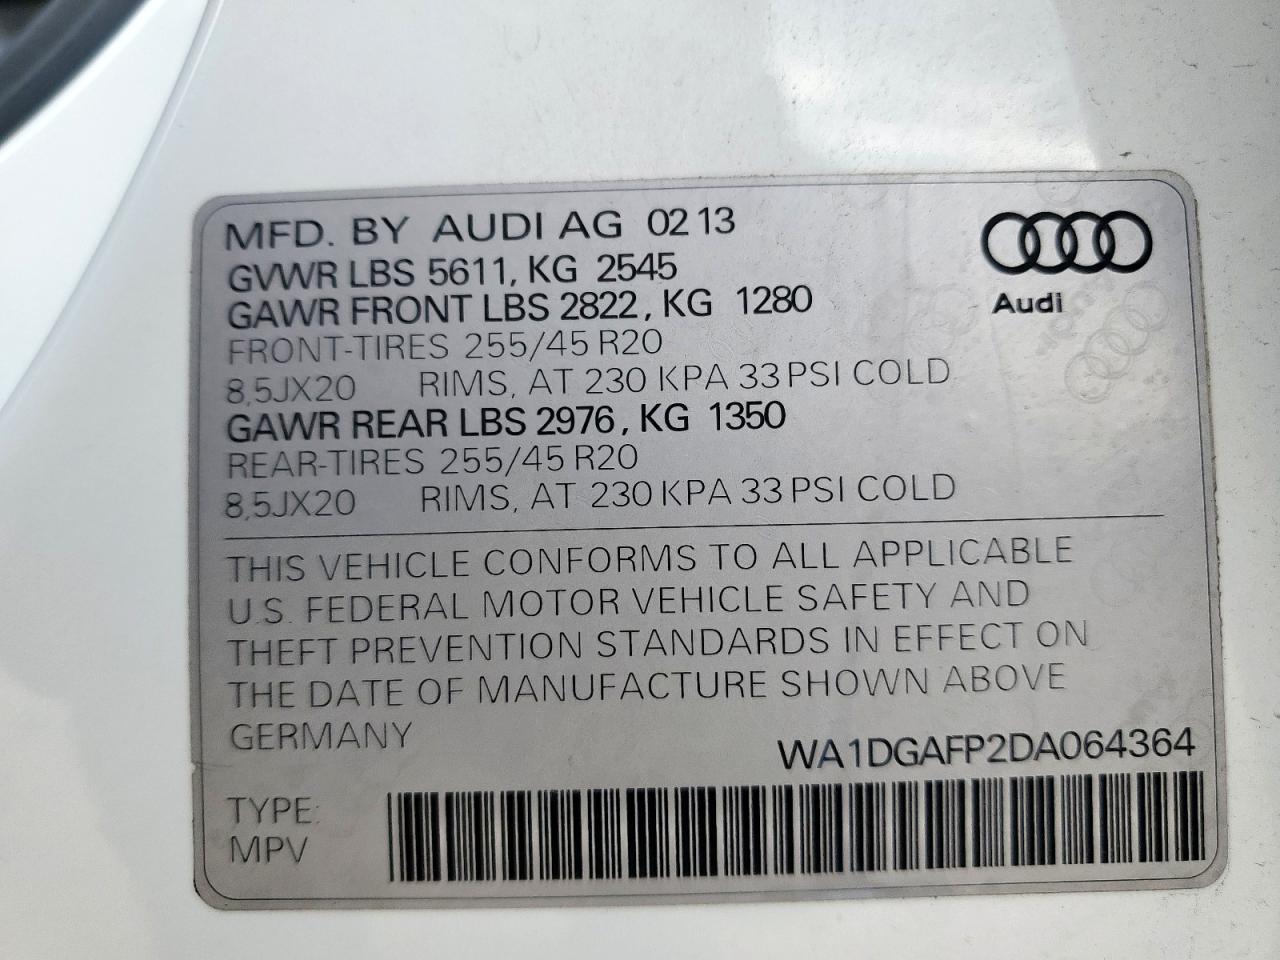 MFD. BY AUDI AG 02 13
GVWR LBS 5611, KG 2545
GAWR FRONT LBS 2822, KG 1280
FRONT-TIRES 255/45 R20
8,5JX20 RIMS, AT 230 KPA 33 PSI COLD
GAWR REAR LBS 2976, KG 1350
REAR-TIRES 255/45 R20
8,5JX20 RIMS, AT 230 KPA 33 PSI COLD
Audi
THIS VEHICLE CONFORMS TO ALL APPLICABLE
U.S. FEDERAL MOTOR VEHICLE SAFETY AND
THEFT PREVENTION STANDARDS IN EFFECT ON
THE DATE OF MANUFACTURE SHOWN ABOVE
GERMANY
WA1DGAFP2DA064364
TYPE:
MPV